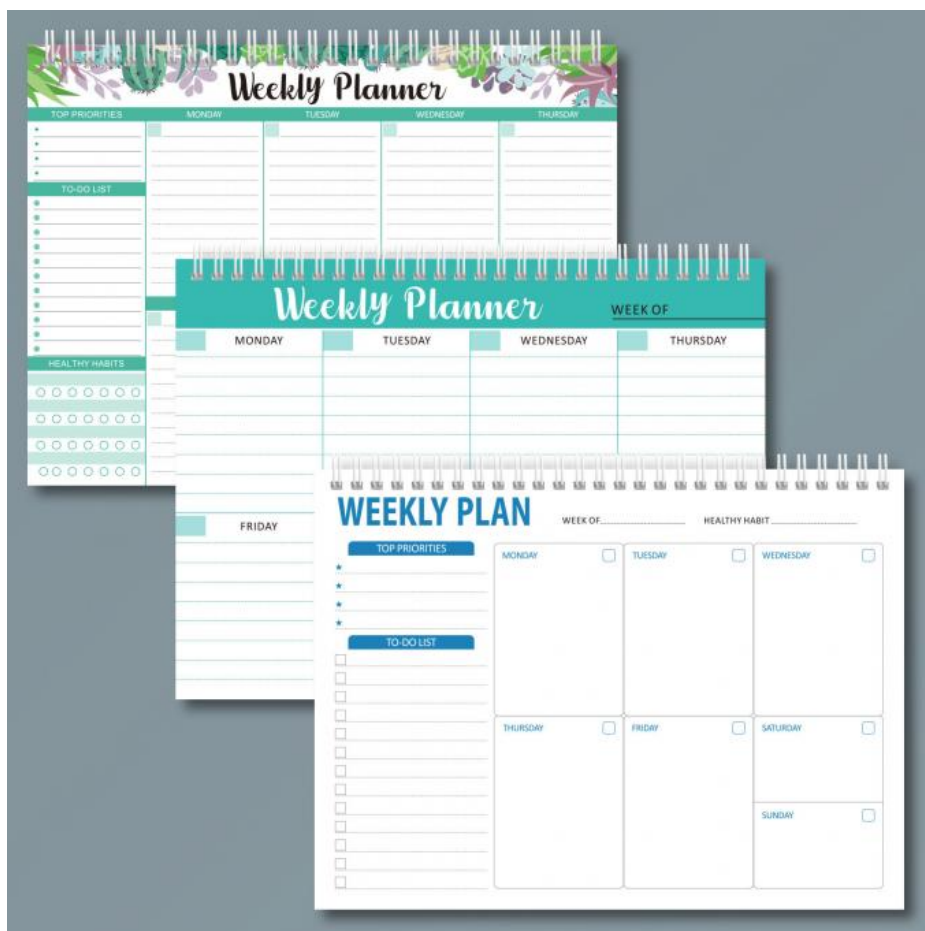 Weekly Planner
TOP PRIORITIES MONDAY TUESDAY WEDNESDAY THURSDAY
TO-DO LIST
HEALTHY HABITS
Weekly Planner WEEK OF
MONDAY TUESDAY WEDNESDAY THURSDAY
FRIDAY
WEEKLY PLAN WEEK OF HEALTHY HABIT
TOP PRIORITIES
MONDAY TUESDAY WEDNESDAY
TO-DO LIST
THURSDAY FRIDAY SATURDAY
SUNDAY